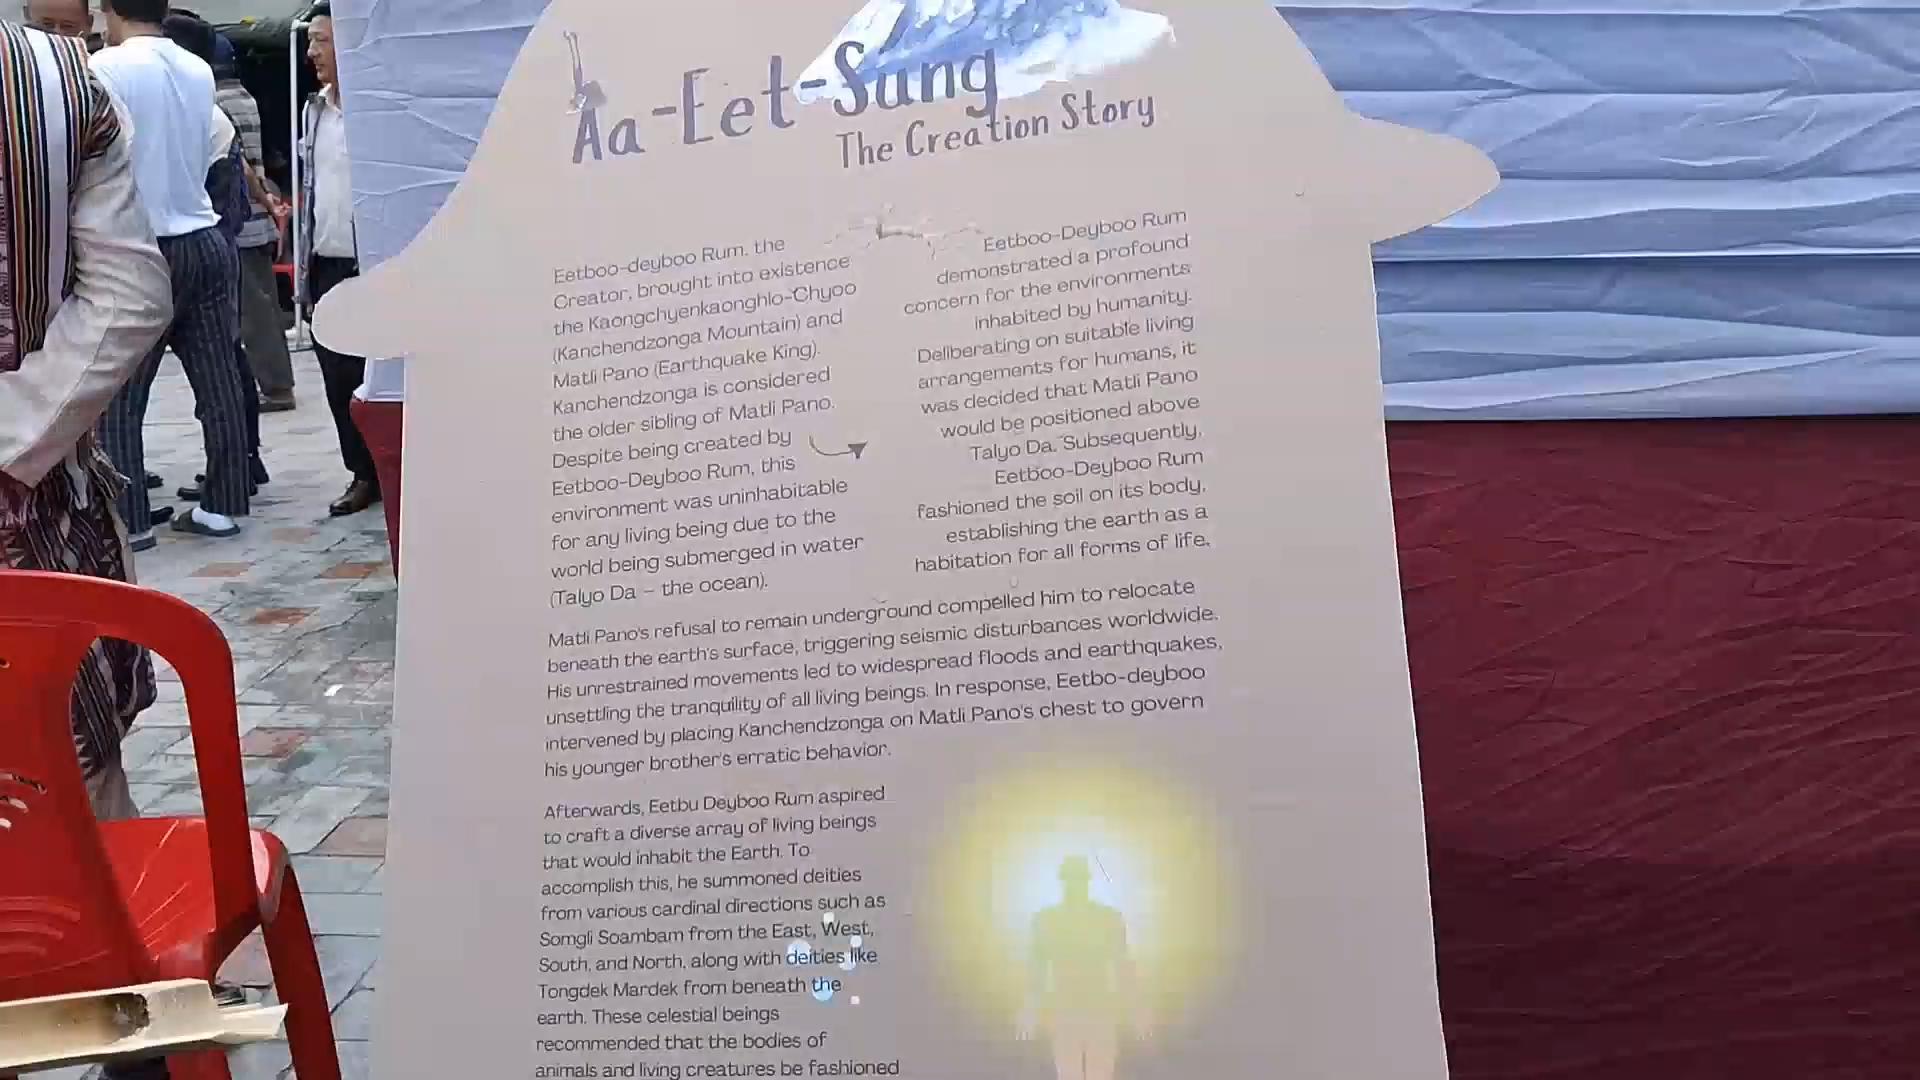 Aa-Eet-Sung
The Creation Story
Eetboo-deyboo Rum, the
Creator, brought into existence
the Kaongchyenkaonghlo-Chyoo
(Kanchendzonga Mountain) and
Matli Pano (Earthquake King).
Kanchendzonga is considered
the older sibling of Matli Pano.
Despite being created by
Eetboo-Deyboo Rum, this
environment was uninhabitable
for any living being due to the
world being submerged in water
(Talyo Da – the ocean).
Eetboo-Deyboo Rum
demonstrated a profound
concern for the environments
inhabited by humanity.
Deliberating on suitable living
arrangements for humans, it
was decided that Matli Pano
would be positioned above
Talyo Da. Subsequently,
Eetboo-Deyboo Rum
fashioned the soil on its body,
establishing the earth as a
habitation for all forms of life.
Matli Pano's refusal to remain underground compelled him to relocate
beneath the earth's surface, triggering seismic disturbances worldwide.
His unrestrained movements led to widespread floods and earthquakes,
unsettling the tranquility of all living beings. In response, Eetbo-deyboo
intervened by placing Kanchendzonga on Matli Pano's chest to govern
his younger brother's erratic behavior.
Afterwards, Eetbu Deyboo Rum aspired
to craft a diverse array of living beings
that would inhabit the Earth. To
accomplish this, he summoned deities
from various cardinal directions such as
Somgli Soambam from the East, West,
South, and North, along with deities like
Tongdek Mardek from beneath the
earth. These celestial beings
recommended that the bodies of
animals and living creatures be fashioned